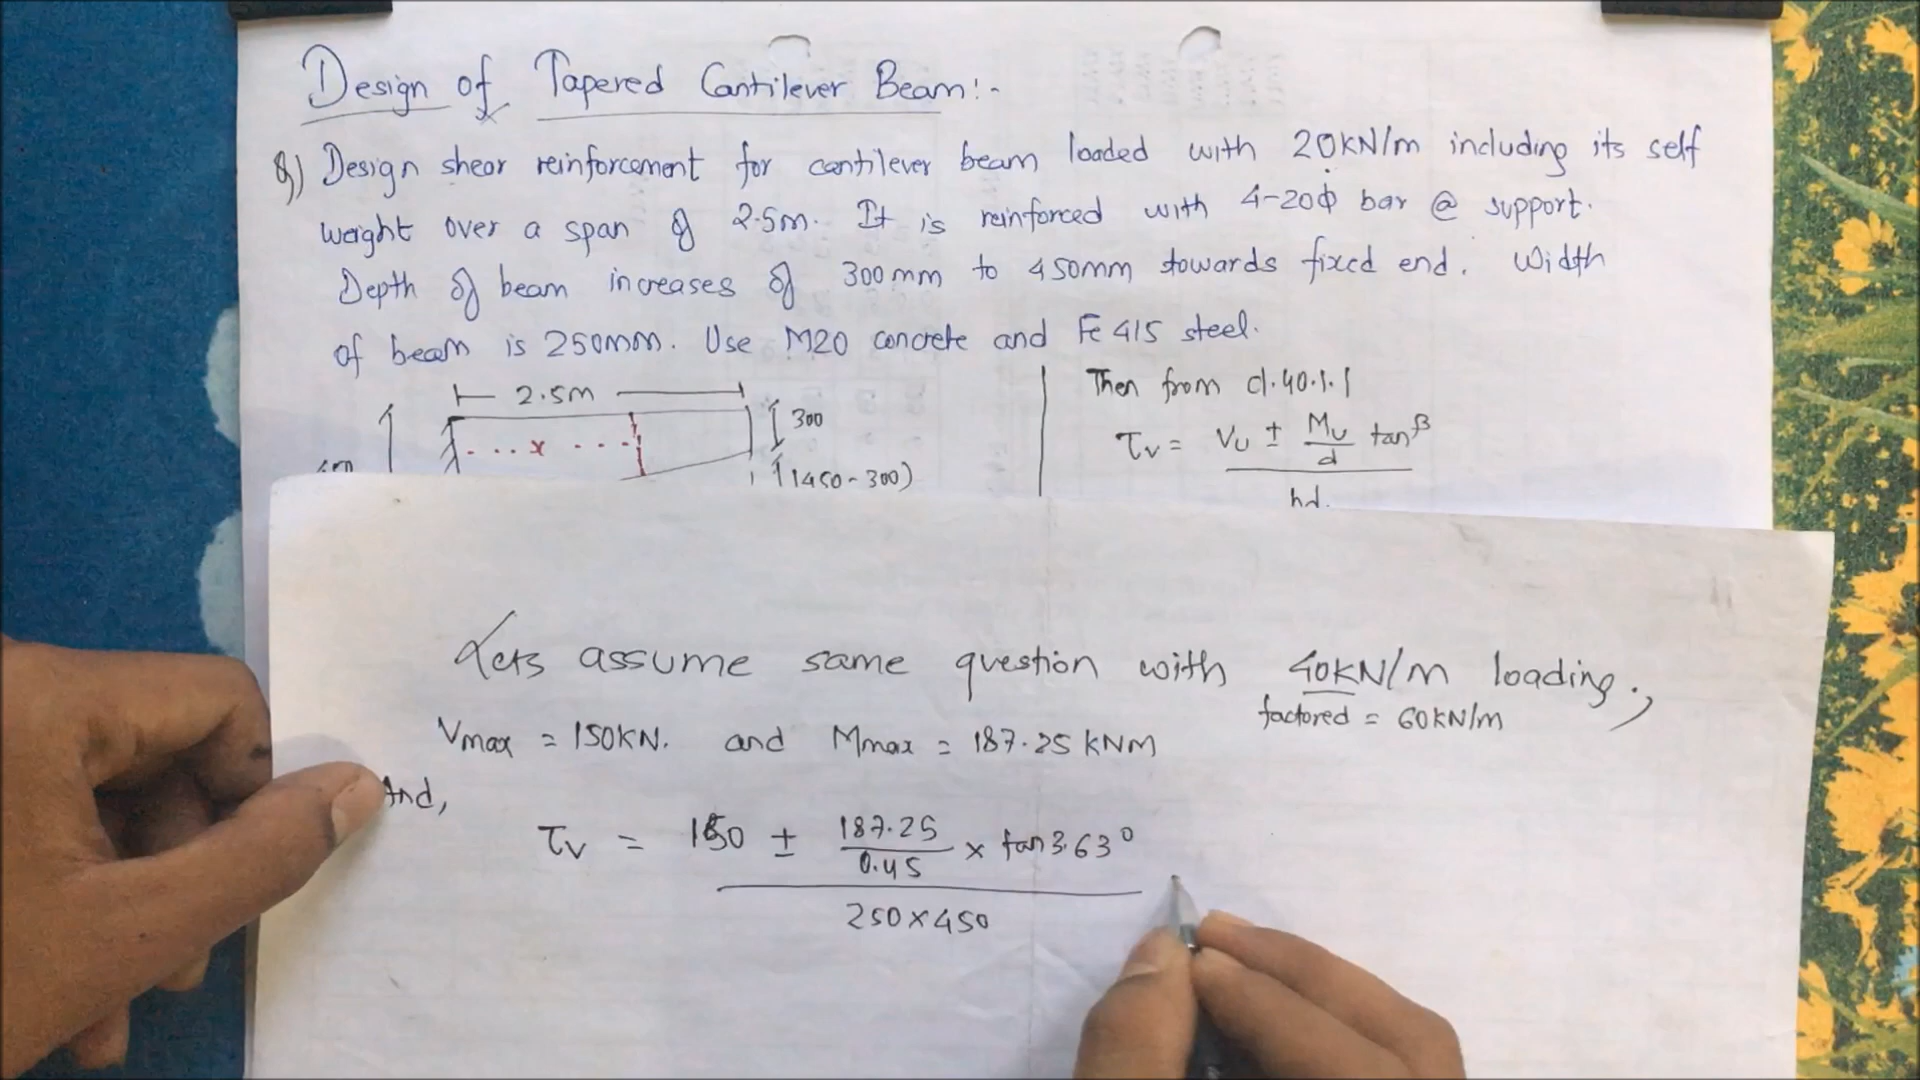 Design of Tapered Cantilever Beam:-
Q) Design shear reinforcement for cantilever beam loaded with 20KN/m including its self
weight over a span of 2.5m. It is reinforced with 4-20ϕ bar @ support.
Depth of beam increases of 300mm to 450mm stowards fixed end. Width
of beam is 250mm. Use M20 concrete and Fe 415 steel.
2.5m
300
(450-300)
Then from cl.40.1.1
τv = Vu ± Mu/d tanβ
bd.
Lets assume same question with 40KN/m loading.,
factored = 60KN/m
Vmax = 150KN. and Mmax = 187.25 KNM
And,
τv = 150 ± 187.25/0.45 × tan3.63°
250×450